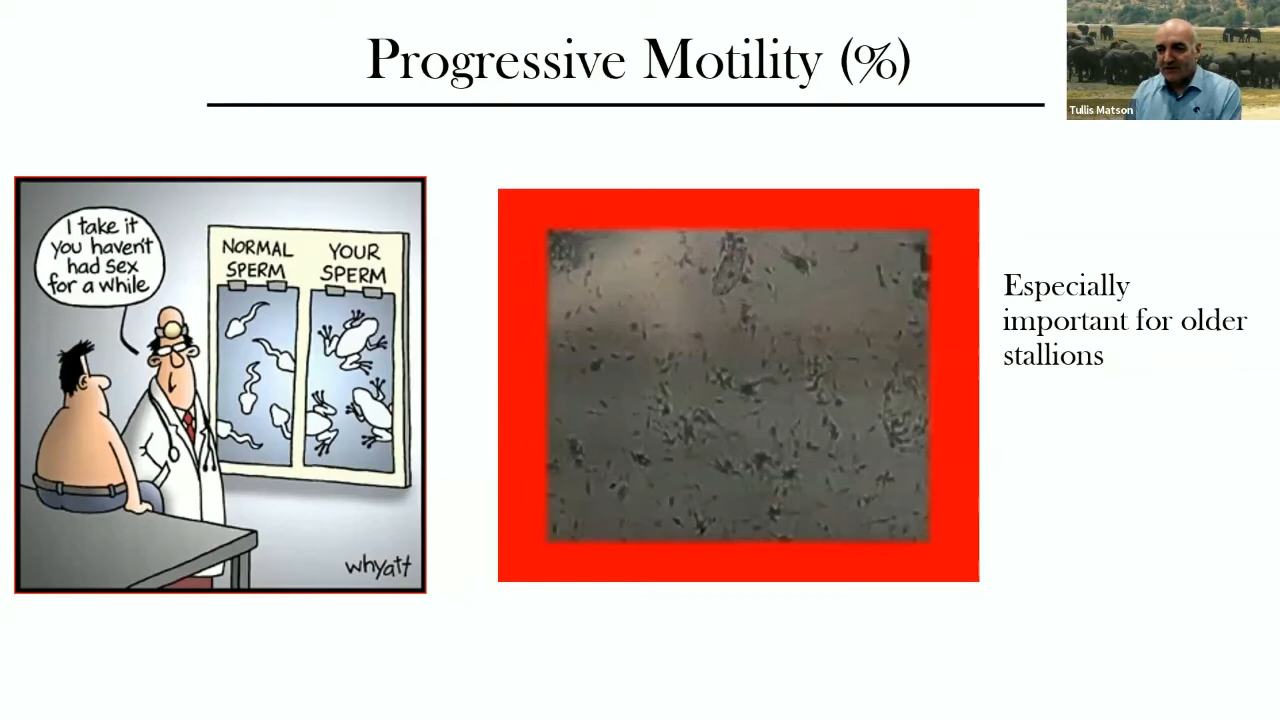 Progressive Motility (%)
Tullis Matson
I take it
you haven't
had sex
for a while
NORMAL
SPERM
YOUR
SPERM
whyatt
Especially
important for older
stallions